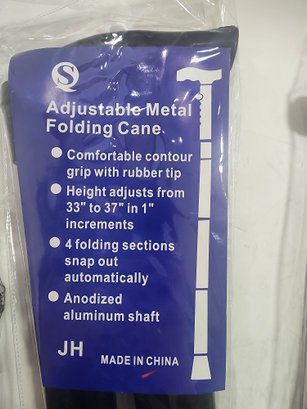 SQ
Adjustable Metal
Folding Cane
● Comfortable contour
grip with rubber tip
● Height adjusts from
33" to 37" in 1"
increments
● 4 folding sections
snap out
automatically
● Anodized
aluminum shaft
JH
MADE IN CHINA